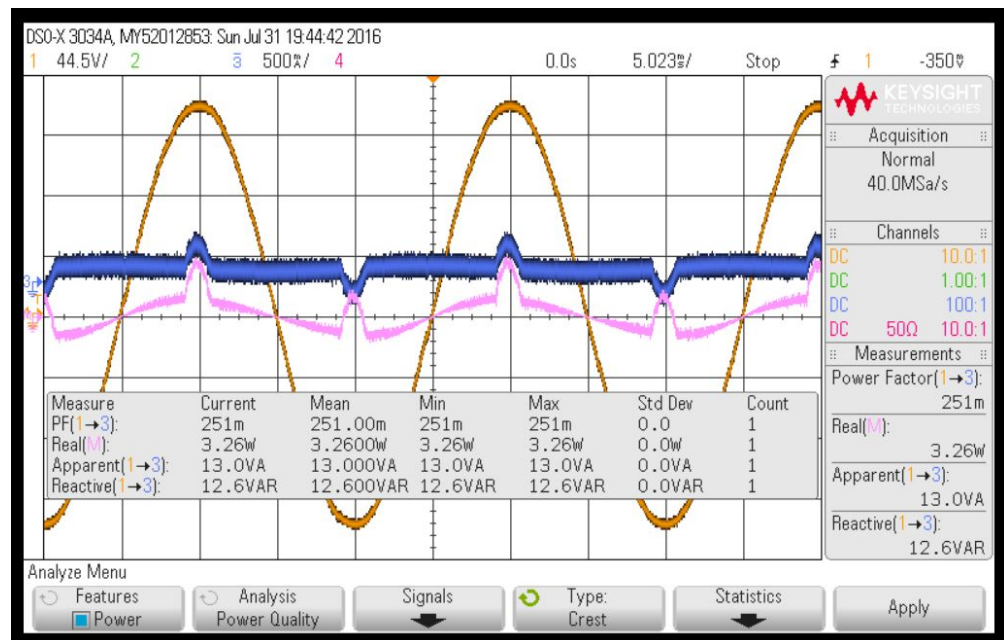 DSO-X 3034A, MY52012853: Sun Jul 31 19:44:42 2016
1 44.5V/ 2 3 500㎷/ 4 0.0s 5.023㎳/ Stop 1 -350㎷
KEYSIGHT
TECHNOLOGIES
Acquisition
Normal
40.0MSa/s
Channels
DC 10.0:1
DC 1.00:1
DC 100:1
DC 50Ω 10.0:1
Measurements
Power Factor(1→3):
251m
Real(M):
3.26W
Apparent(1→3):
13.0VA
Reactive(1→3):
12.6VAR
Measure Current Mean Min Max Std Dev Count
PF(1→3): 251m 251.00m 251m 251m 0.0 1
Real(M): 3.26W 3.2600W 3.26W 3.26W 0.0W 1
Apparent(1→3): 13.0VA 13.000VA 13.0VA 13.0VA 0.0VA 1
Reactive(1→3): 12.6VAR 12.600VAR 12.6VAR 12.6VAR 0.0VAR 1
Analyze Menu
Features
Power
Analysis
Power Quality
Signals
Type:
Crest
Statistics
Apply